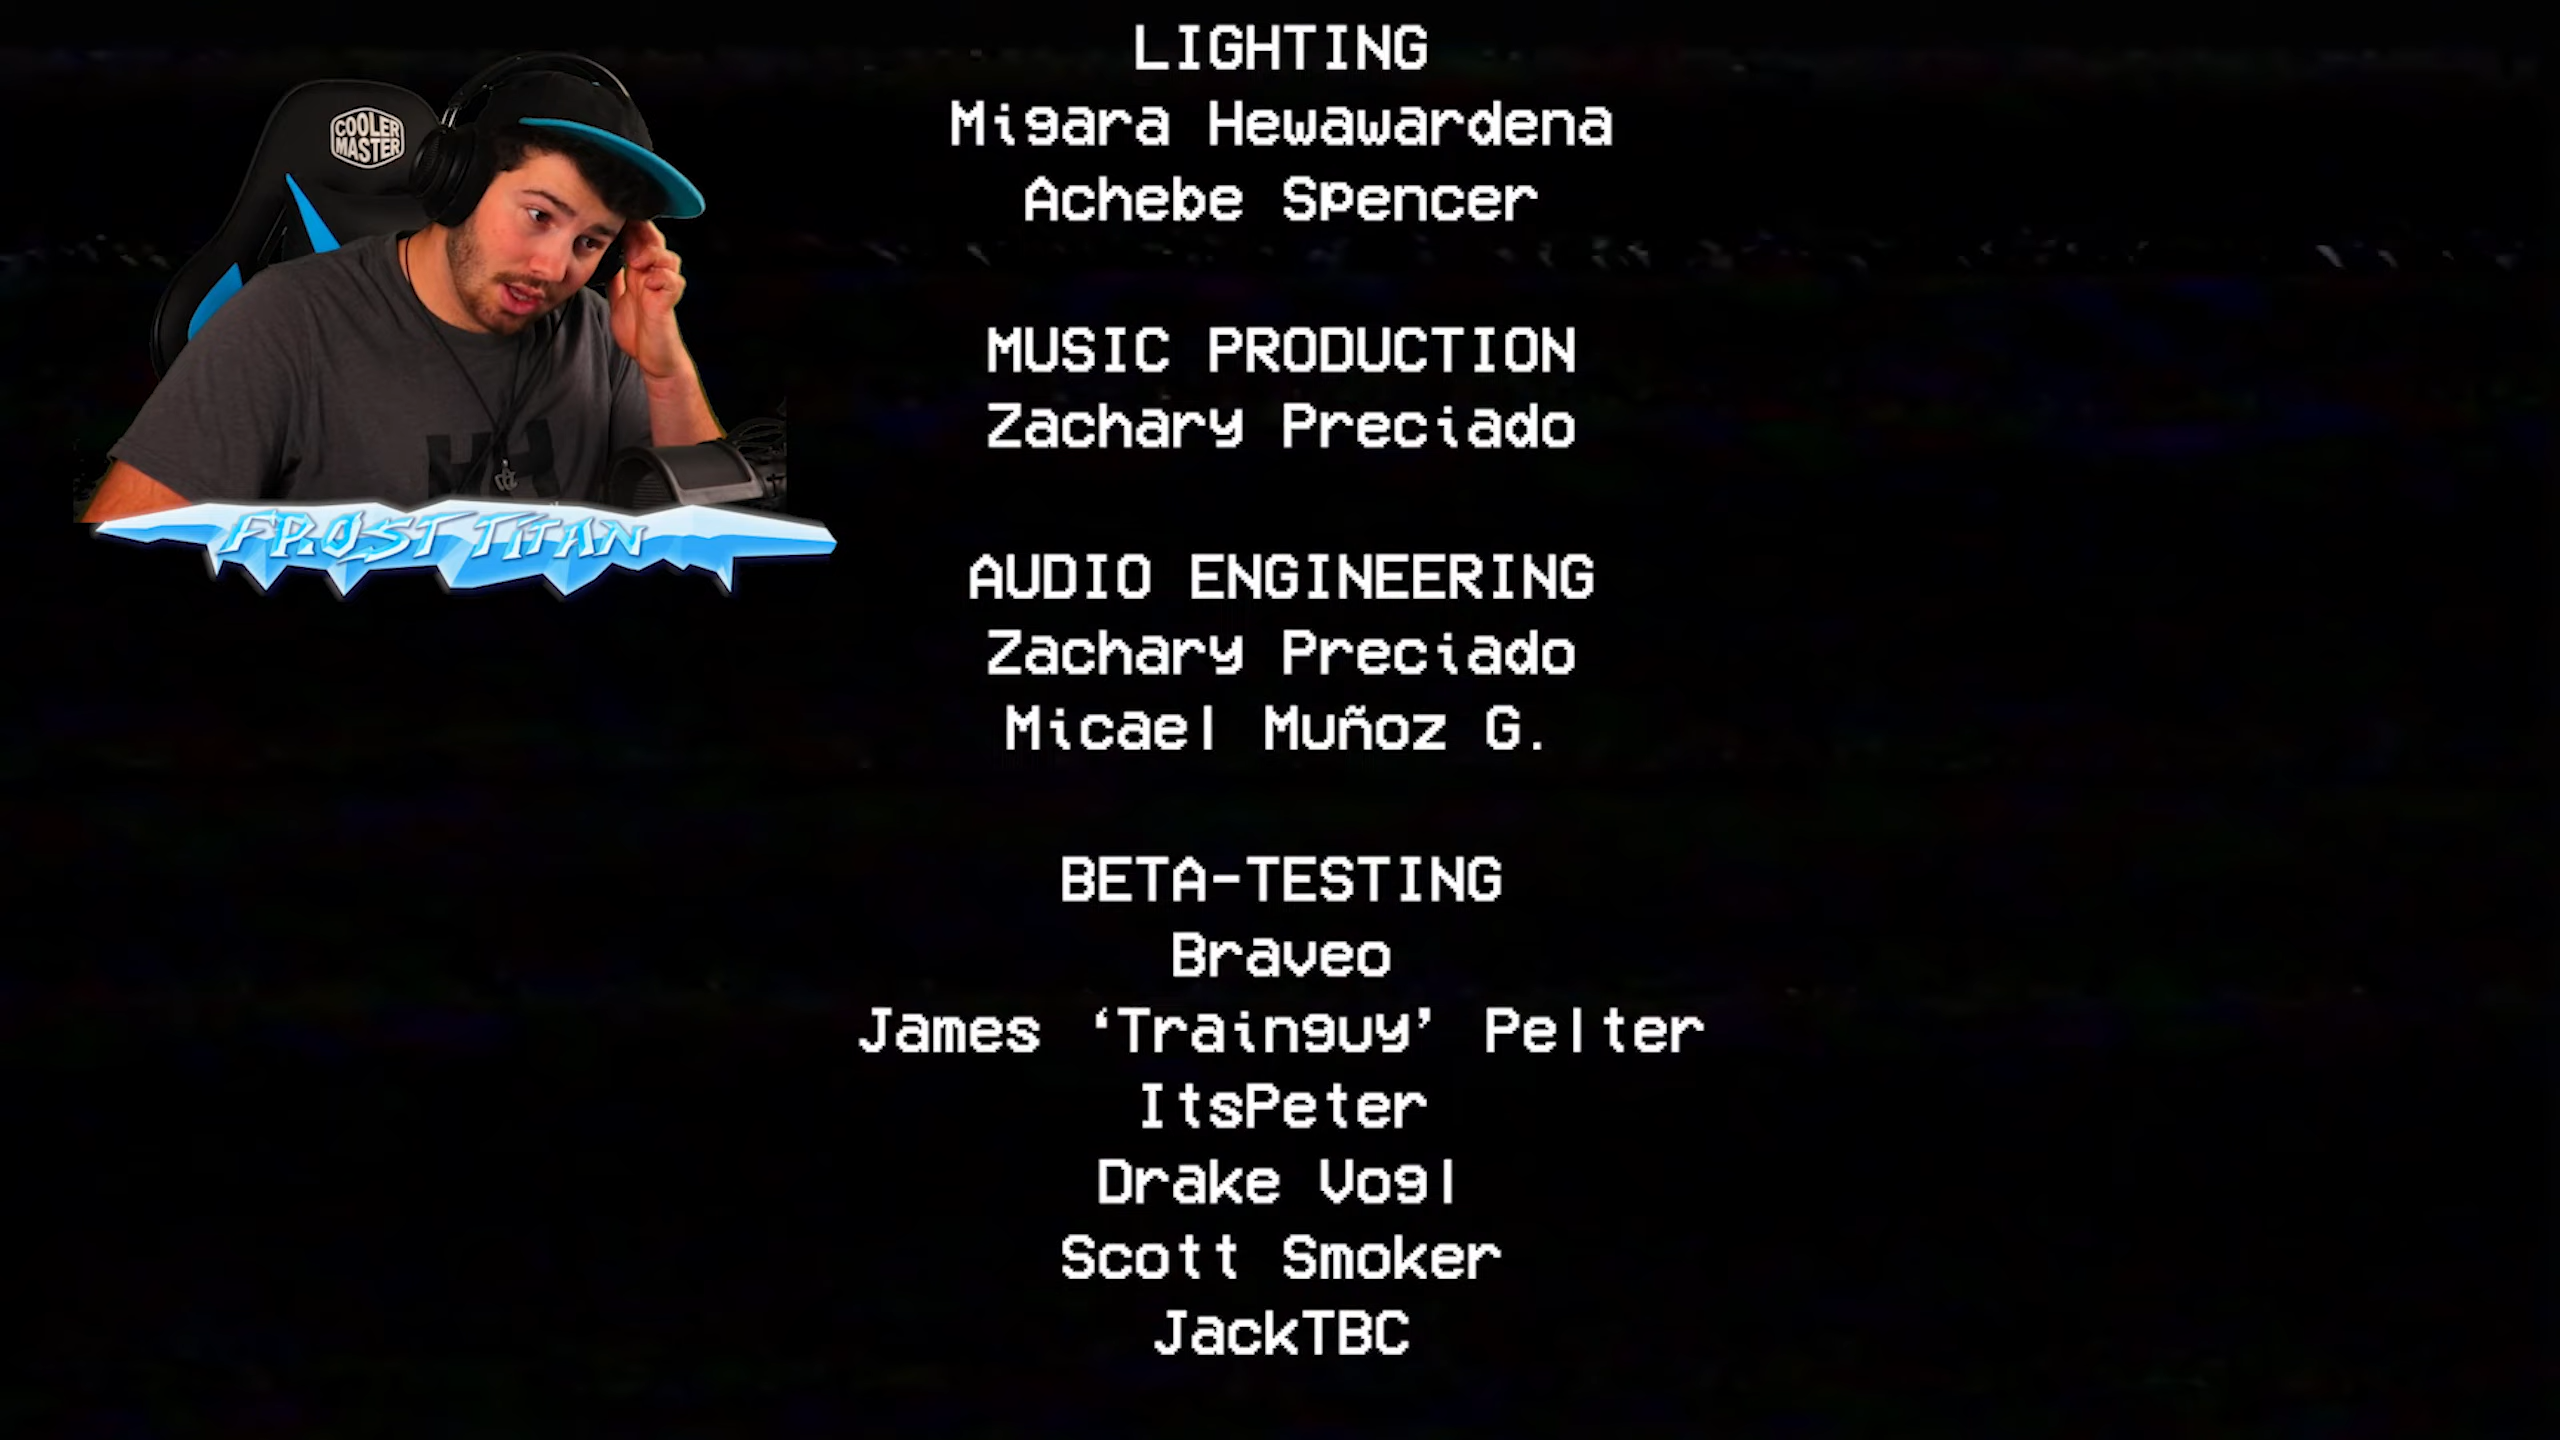 COOLER
MASTER
FROST TITAN
LIGHTING
Migara Hewawardena
Achebe Spencer
MUSIC PRODUCTION
Zachary Preciado
AUDIO ENGINEERING
Zachary Preciado
Micael Muñoz G.
BETA-TESTING
Braveo
James ‘Trainguy’ Pelter
ItsPeter
Drake Vogl
Scott Smoker
JackTBC